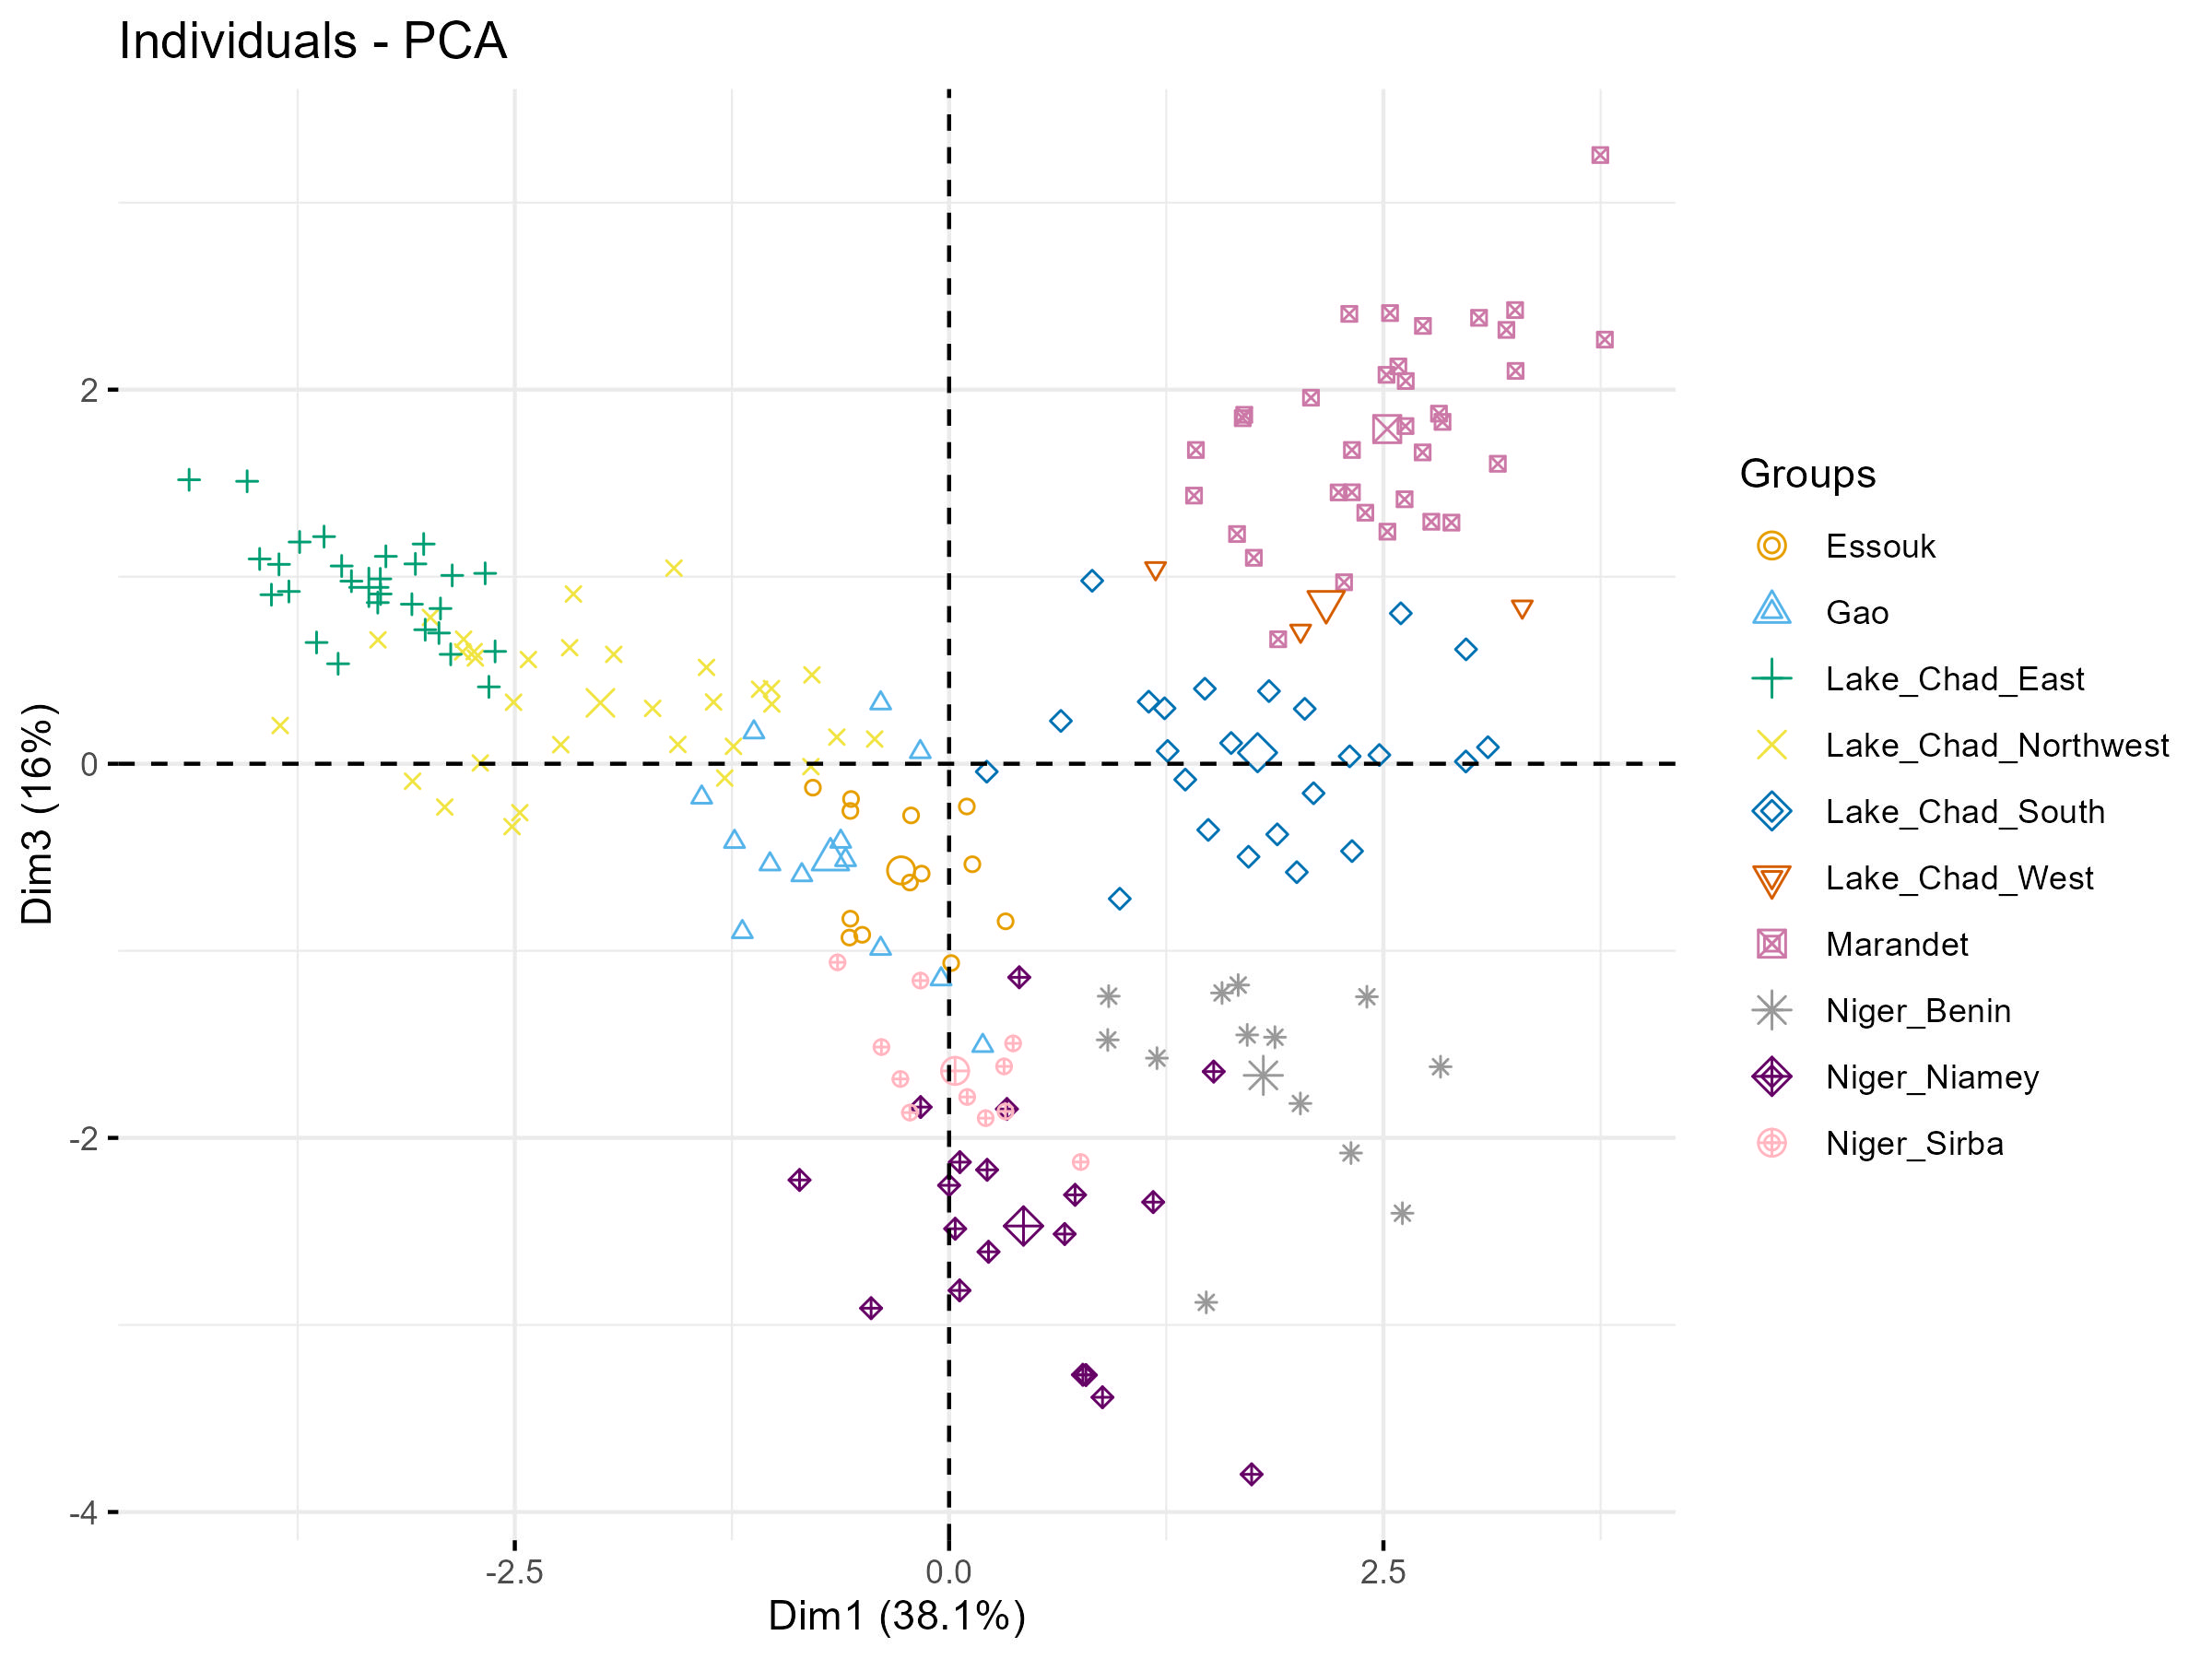 Individuals - PCA
Dim3 (16%)
2
0
-2
-4
-2.5
0.0
2.5
Dim1 (38.1%)
Groups
Essouk
Gao
Lake_Chad_East
Lake_Chad_Northwest
Lake_Chad_South
Lake_Chad_West
Marandet
Niger_Benin
Niger_Niamey
Niger_Sirba